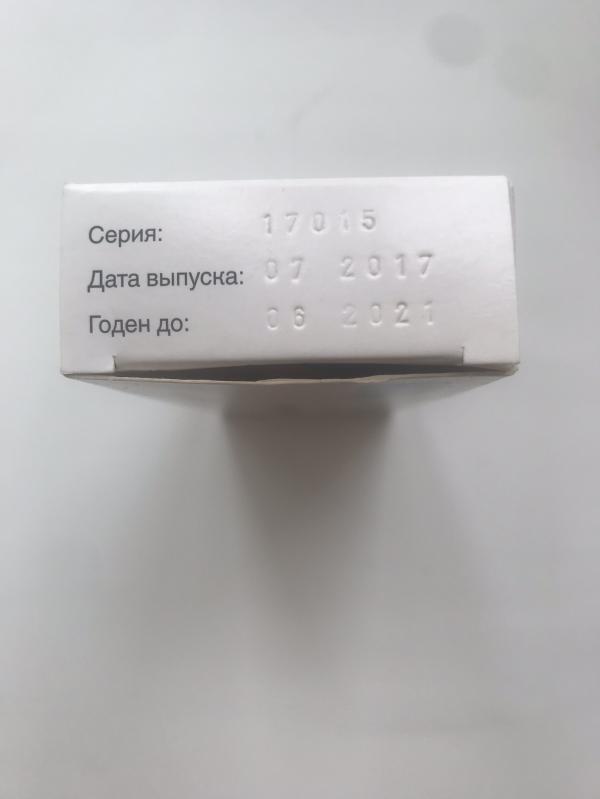 Серия: 17015
Дата выпуска: 07 2017
Годен до: 06 2021